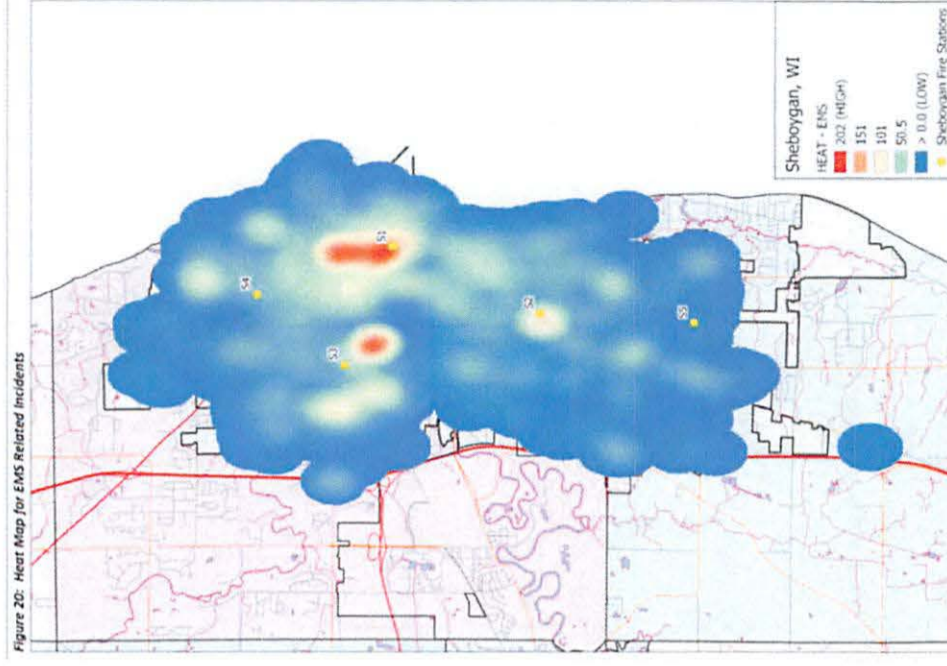 Figure 20: Heat Map for EMS Related Incidents
S4
S1
S3
S2
S5
Sheboygan, WI
HEAT - EMS
202 (HIGH)
151
101
50.5
> 0.0 (LOW)
Sheboygan Fire Stations